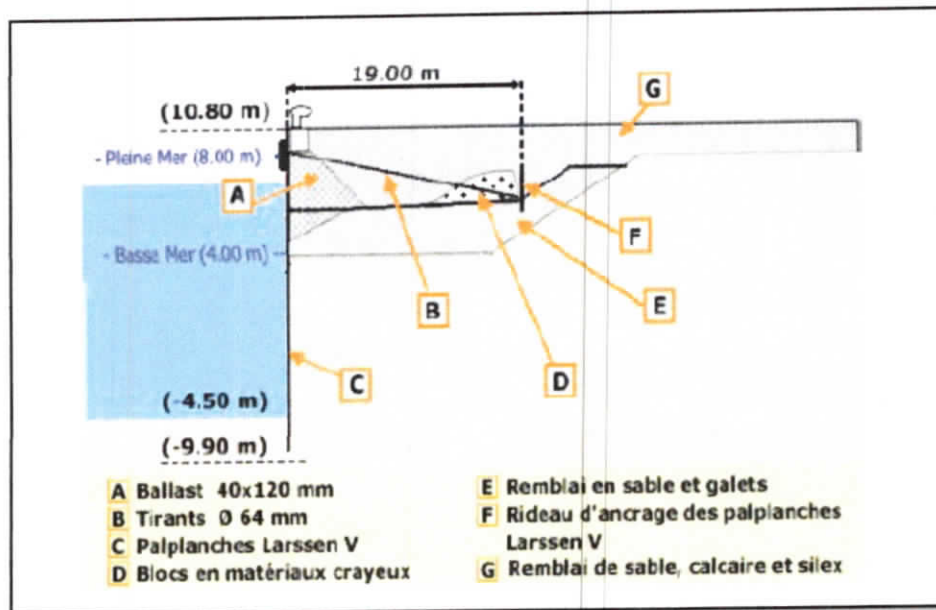 19.00 m
G
(10.80 m)
- Pleine Mer (8.00 m) -
A
F
- Basse Mer (4.00 m) -
B
E
C
D
(-4.50 m)
(-9.90 m)
A Ballast 40x120 mm
B Tirants Ø 64 mm
C Palplanches Larssen V
D Blocs en matériaux crayeux
E Remblai en sable et galets
F Rideau d'ancrage des palplanches
Larssen V
G Remblai de sable, calcaire et silex